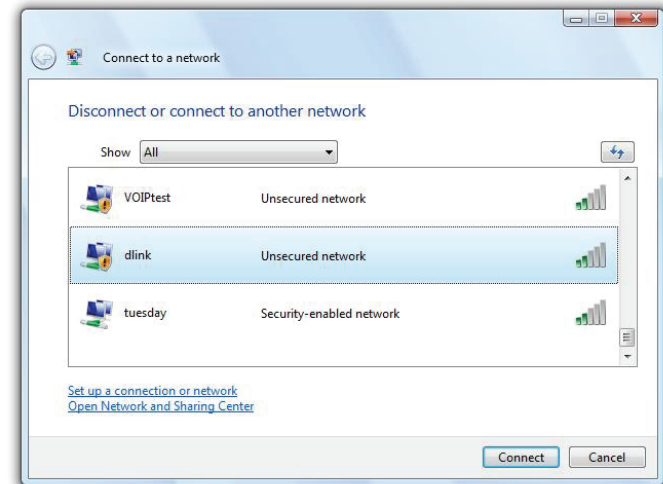 Connect to a network
Disconnect or connect to another network
Show All
VOIPtest Unsecured network
dlink Unsecured network
tuesday Security-enabled network
Set up a connection or network
Open Network and Sharing Center
Connect Cancel